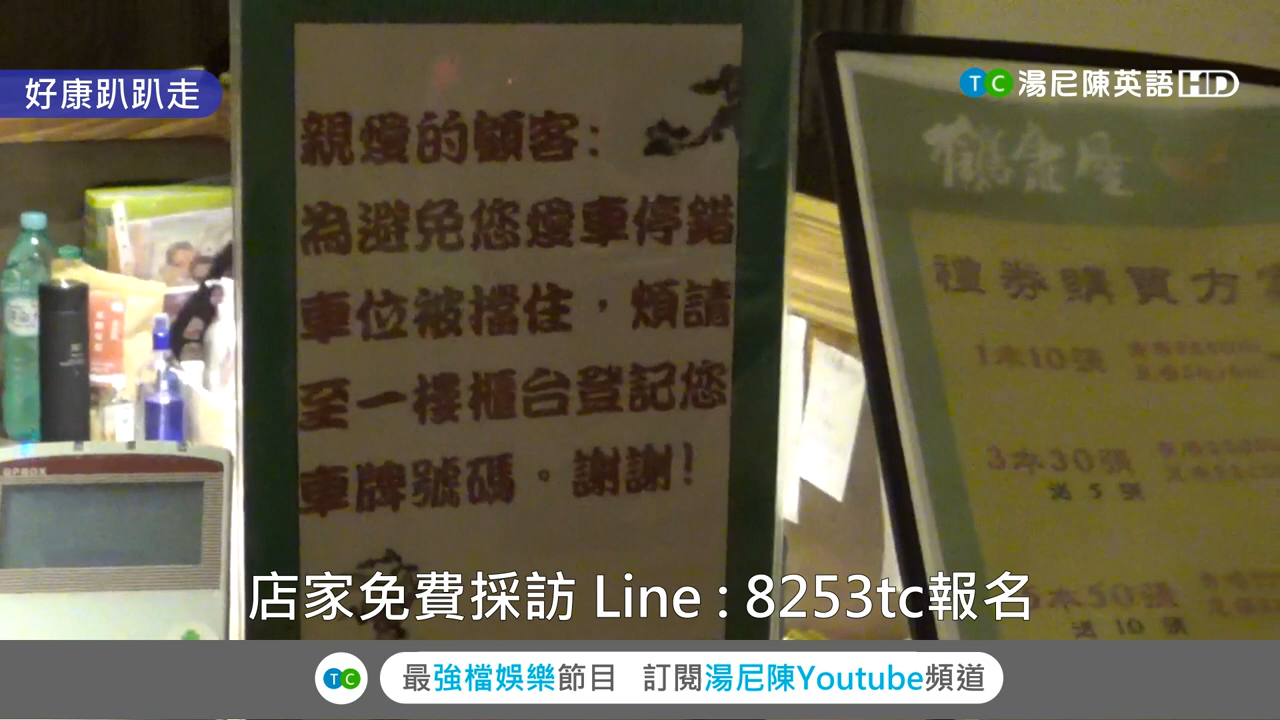 好康趴趴走
TC 湯尼陳英語HD
親愛的顧客:
為避免您愛車停錯
車位被擋住，煩請
至一樓櫃台登記您
車牌號碼。謝謝!
禮券購買方
1本10張
3本30張
送5張
本50張
送10張
店家免費採訪 Line : 8253tc報名
TC 最強檔娛樂節目 訂閱湯尼陳Youtube頻道